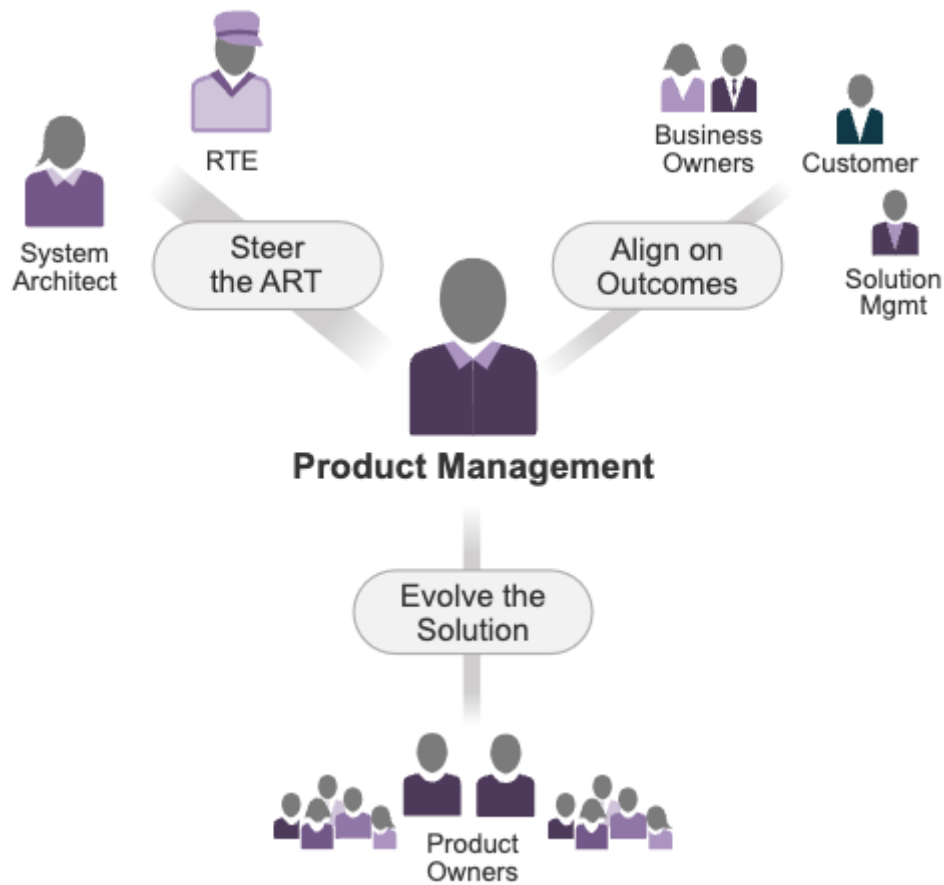 RTE
System
Architect
Steer
the ART
Business
Owners
Customer
Solution
Mgmt
Align on
Outcomes
Product Management
Evolve the
Solution
Product
Owners